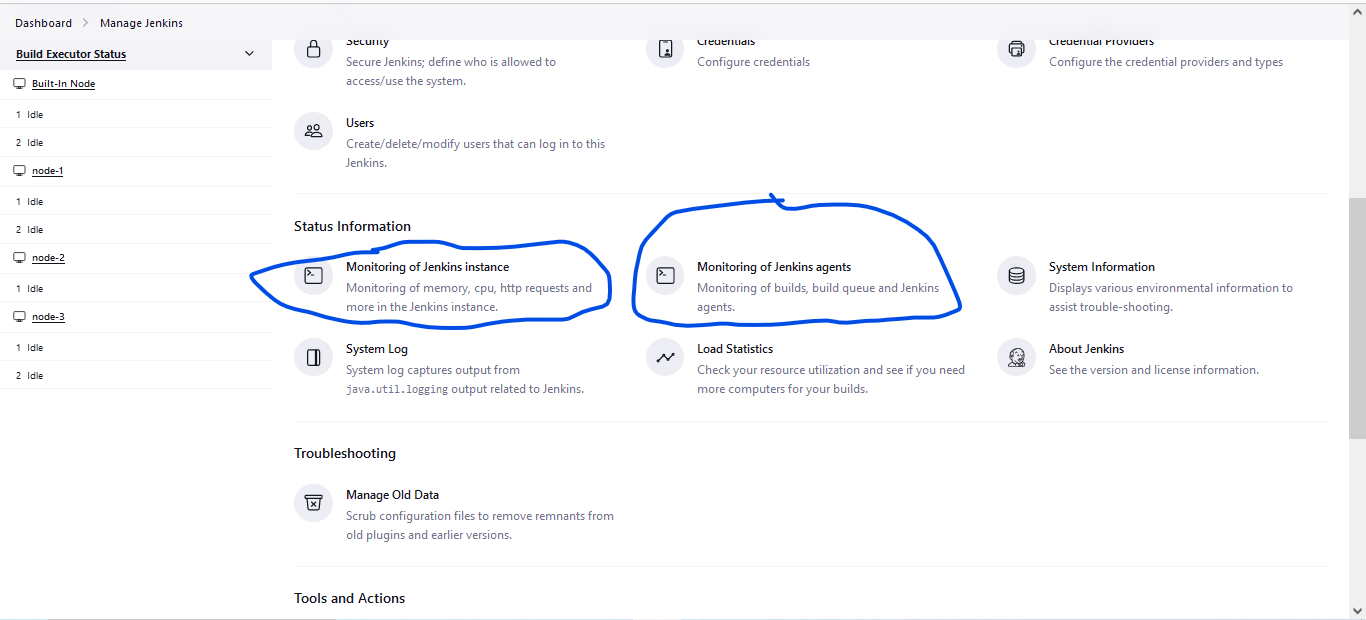 Dashboard > Manage Jenkins
Build Executor Status
Built-In Node
1 Idle
2 Idle
node-1
1 Idle
2 Idle
node-2
1 Idle
node-3
1 Idle
2 Idle
Security
Secure Jenkins; define who is allowed to
access/use the system.
Credentials
Configure credentials
Credential Providers
Configure the credential providers and types
Users
Create/delete/modify users that can log in to this
Jenkins.
Status Information
Monitoring of Jenkins instance
Monitoring of memory, cpu, http requests and
more in the Jenkins instance.
Monitoring of Jenkins agents
Monitoring of builds, build queue and Jenkins
agents.
System Information
Displays various environmental information to
assist trouble-shooting.
System Log
System log captures output from
java.util.logging output related to Jenkins.
Load Statistics
Check your resource utilization and see if you need
more computers for your builds.
About Jenkins
See the version and license information.
Troubleshooting
Manage Old Data
Scrub configuration files to remove remnants from
old plugins and earlier versions.
Tools and Actions